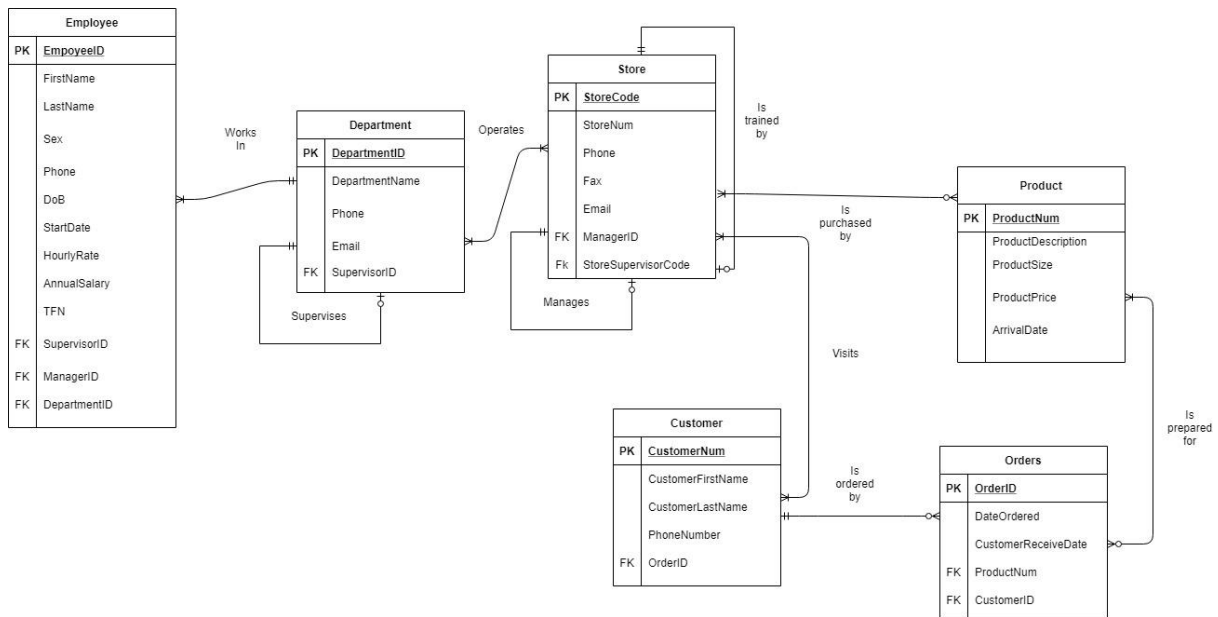 Employee
PK EmpoyeeID
FirstName
LastName
Sex
Phone
DoB
StartDate
HourlyRate
AnnualSalary
TFN
FK SupervisorID
FK ManagerID
FK DepartmentID
Works
In
Department
PK DepartmentID
DepartmentName
Phone
Email
FK SupervisorID
Supervises
Operates
Store
PK StoreCode
StoreNum
Phone
Fax
Email
FK ManagerID
Fk StoreSupervisorCode
Manages
Is
trained
by
Is
purchased
by
Visits
Product
PK ProductNum
ProductDescription
ProductSize
ProductPrice
ArrivalDate
Is
prepared
for
Customer
PK CustomerNum
CustomerFirstName
CustomerLastName
PhoneNumber
FK OrderID
Is
ordered
by
Orders
PK OrderID
DateOrdered
CustomerReceiveDate
FK ProductNum
FK CustomerID